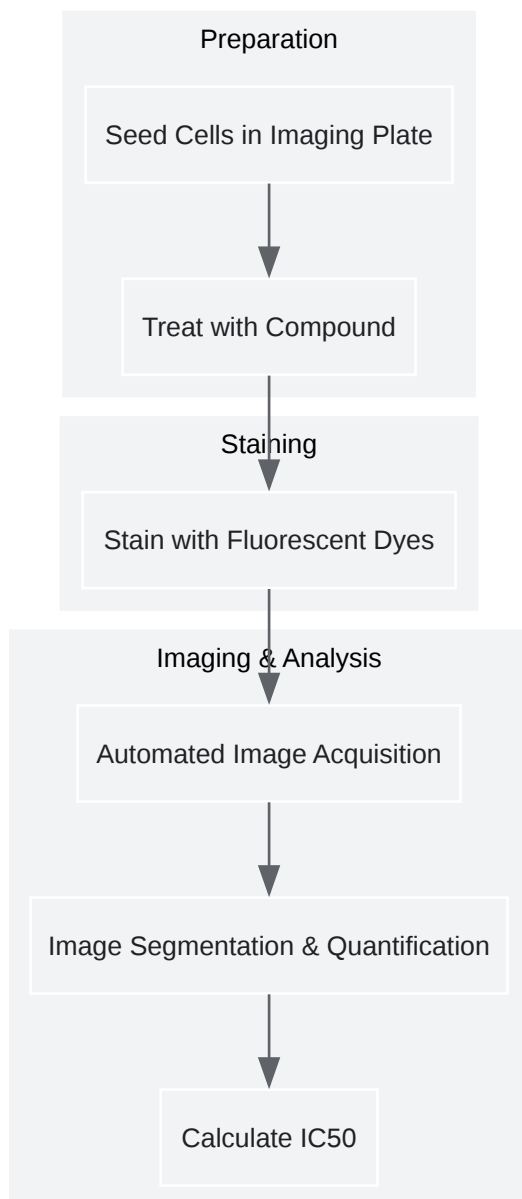 Preparation
Seed Cells in Imaging Plate
Treat with Compound
Staining
Stain with Fluorescent Dyes
Imaging & Analysis
Automated Image Acquisition
Image Segmentation & Quantification
Calculate IC50